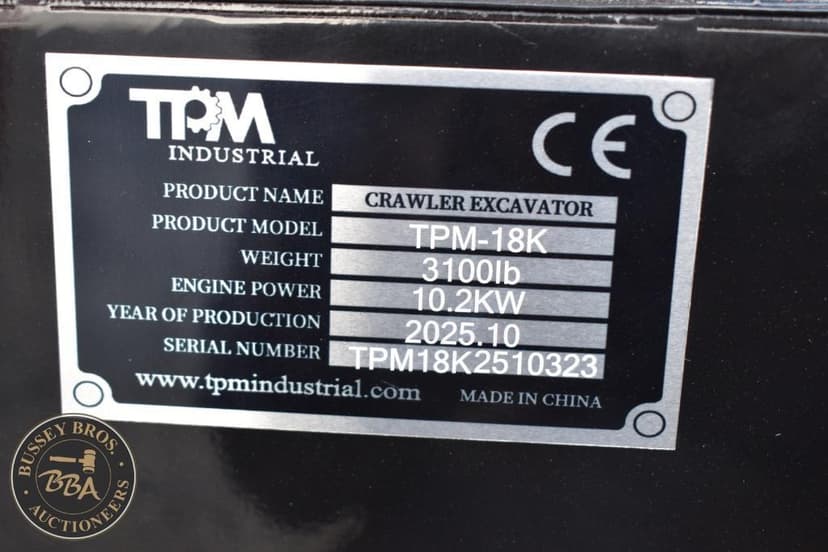 TPM
INDUSTRIAL
CE
PRODUCT NAME CRAWLER EXCAVATOR
PRODUCT MODEL TPM-18K
WEIGHT 3100lb
ENGINE POWER 10.2KW
YEAR OF PRODUCTION 2025.10
SERIAL NUMBER TPM18K2510323
www.tpmindustrial.com MADE IN CHINA
BUSSEY BROS.
BBA
AUCTIONEERS